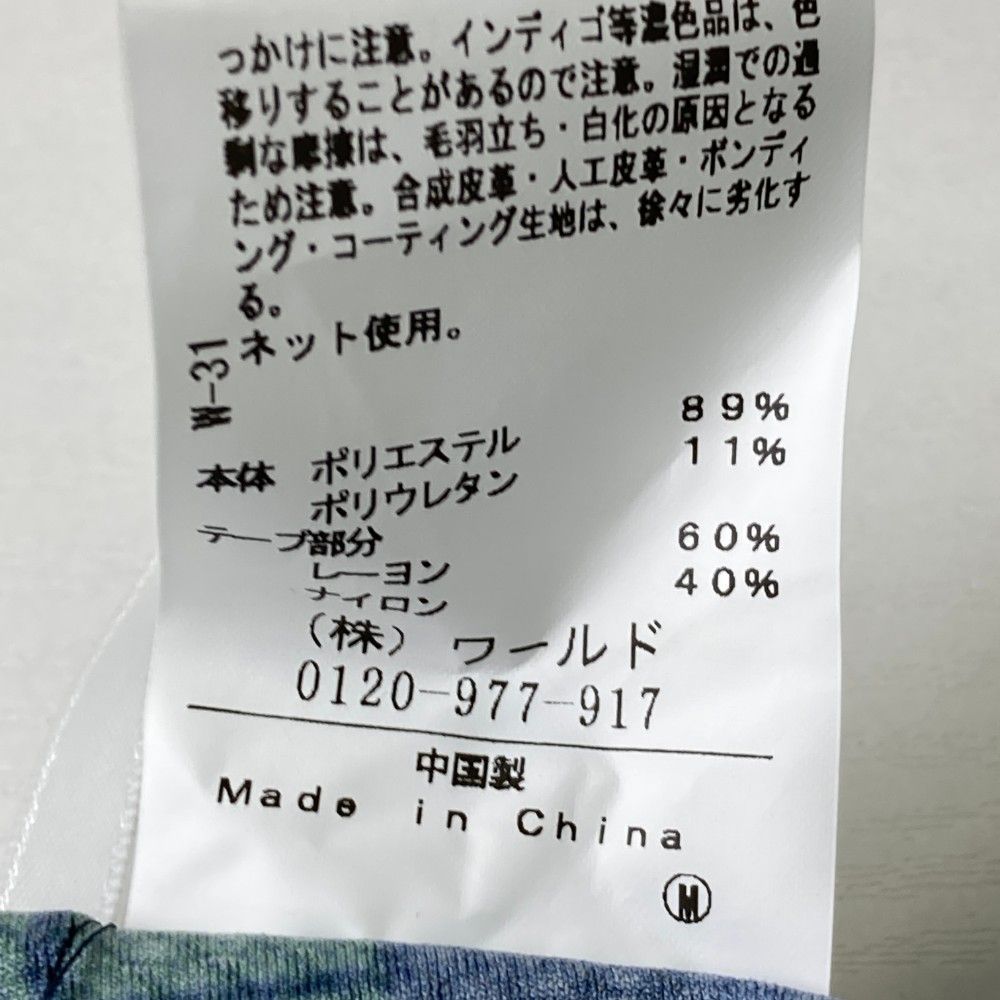 っかけに注意。インディゴ等濃色品は、色
移りすることがあるので注意。湿潤での過
剰な摩擦は、毛羽立ち・白化の原因となる
ため注意。合成皮革・人工皮革・ボンディ
ング・コーティング生地は、徐々に劣化す
る。
ネット使用。
W-31
本体 ポリエステル 89%
ポリウレタン 11%
テープ部分
レーヨン 60%
ナイロン 40%
(株) ワールド
0120-977-917
中国製
Made in China
M